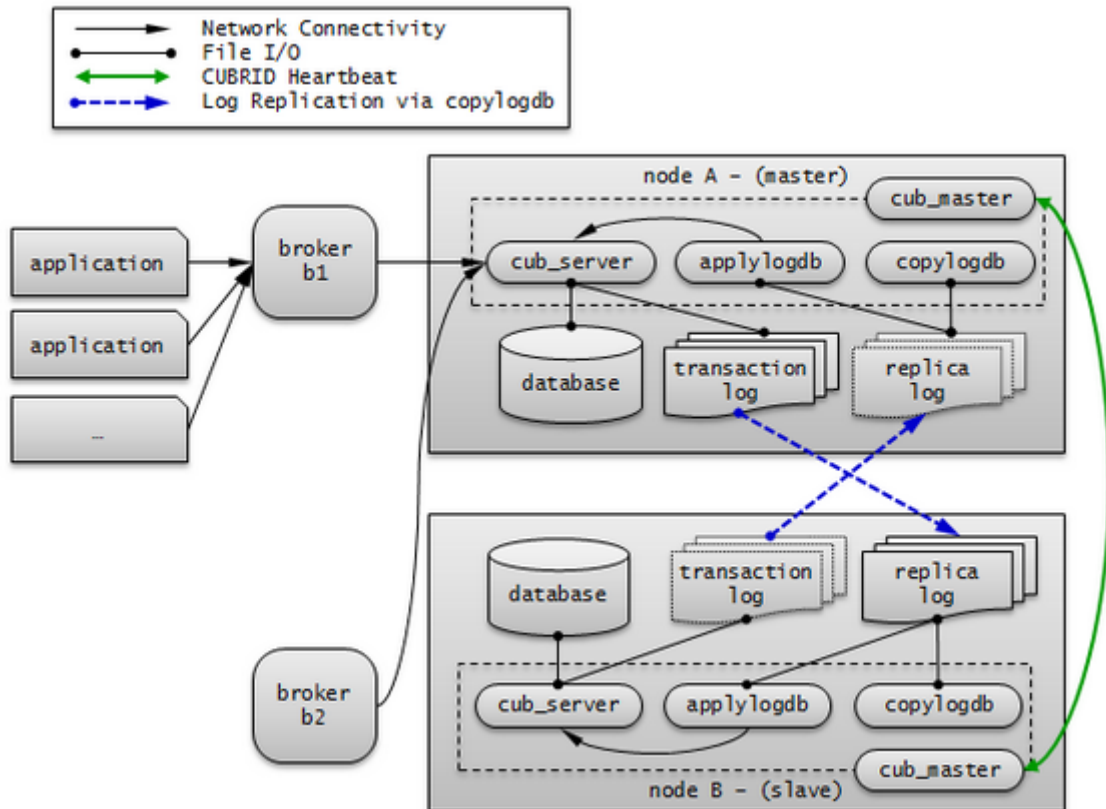 Network Connectivity
File I/O
CUBRID Heartbeat
Log Replication via copylogdb
node A - (master)
cub_master
application
broker
b1
cub_server
applylogdb
copylogdb
application
database
transaction
log
replica
log
…
database
transaction
log
replica
log
broker
b2
cub_server
applylogdb
copylogdb
cub_master
node B - (slave)